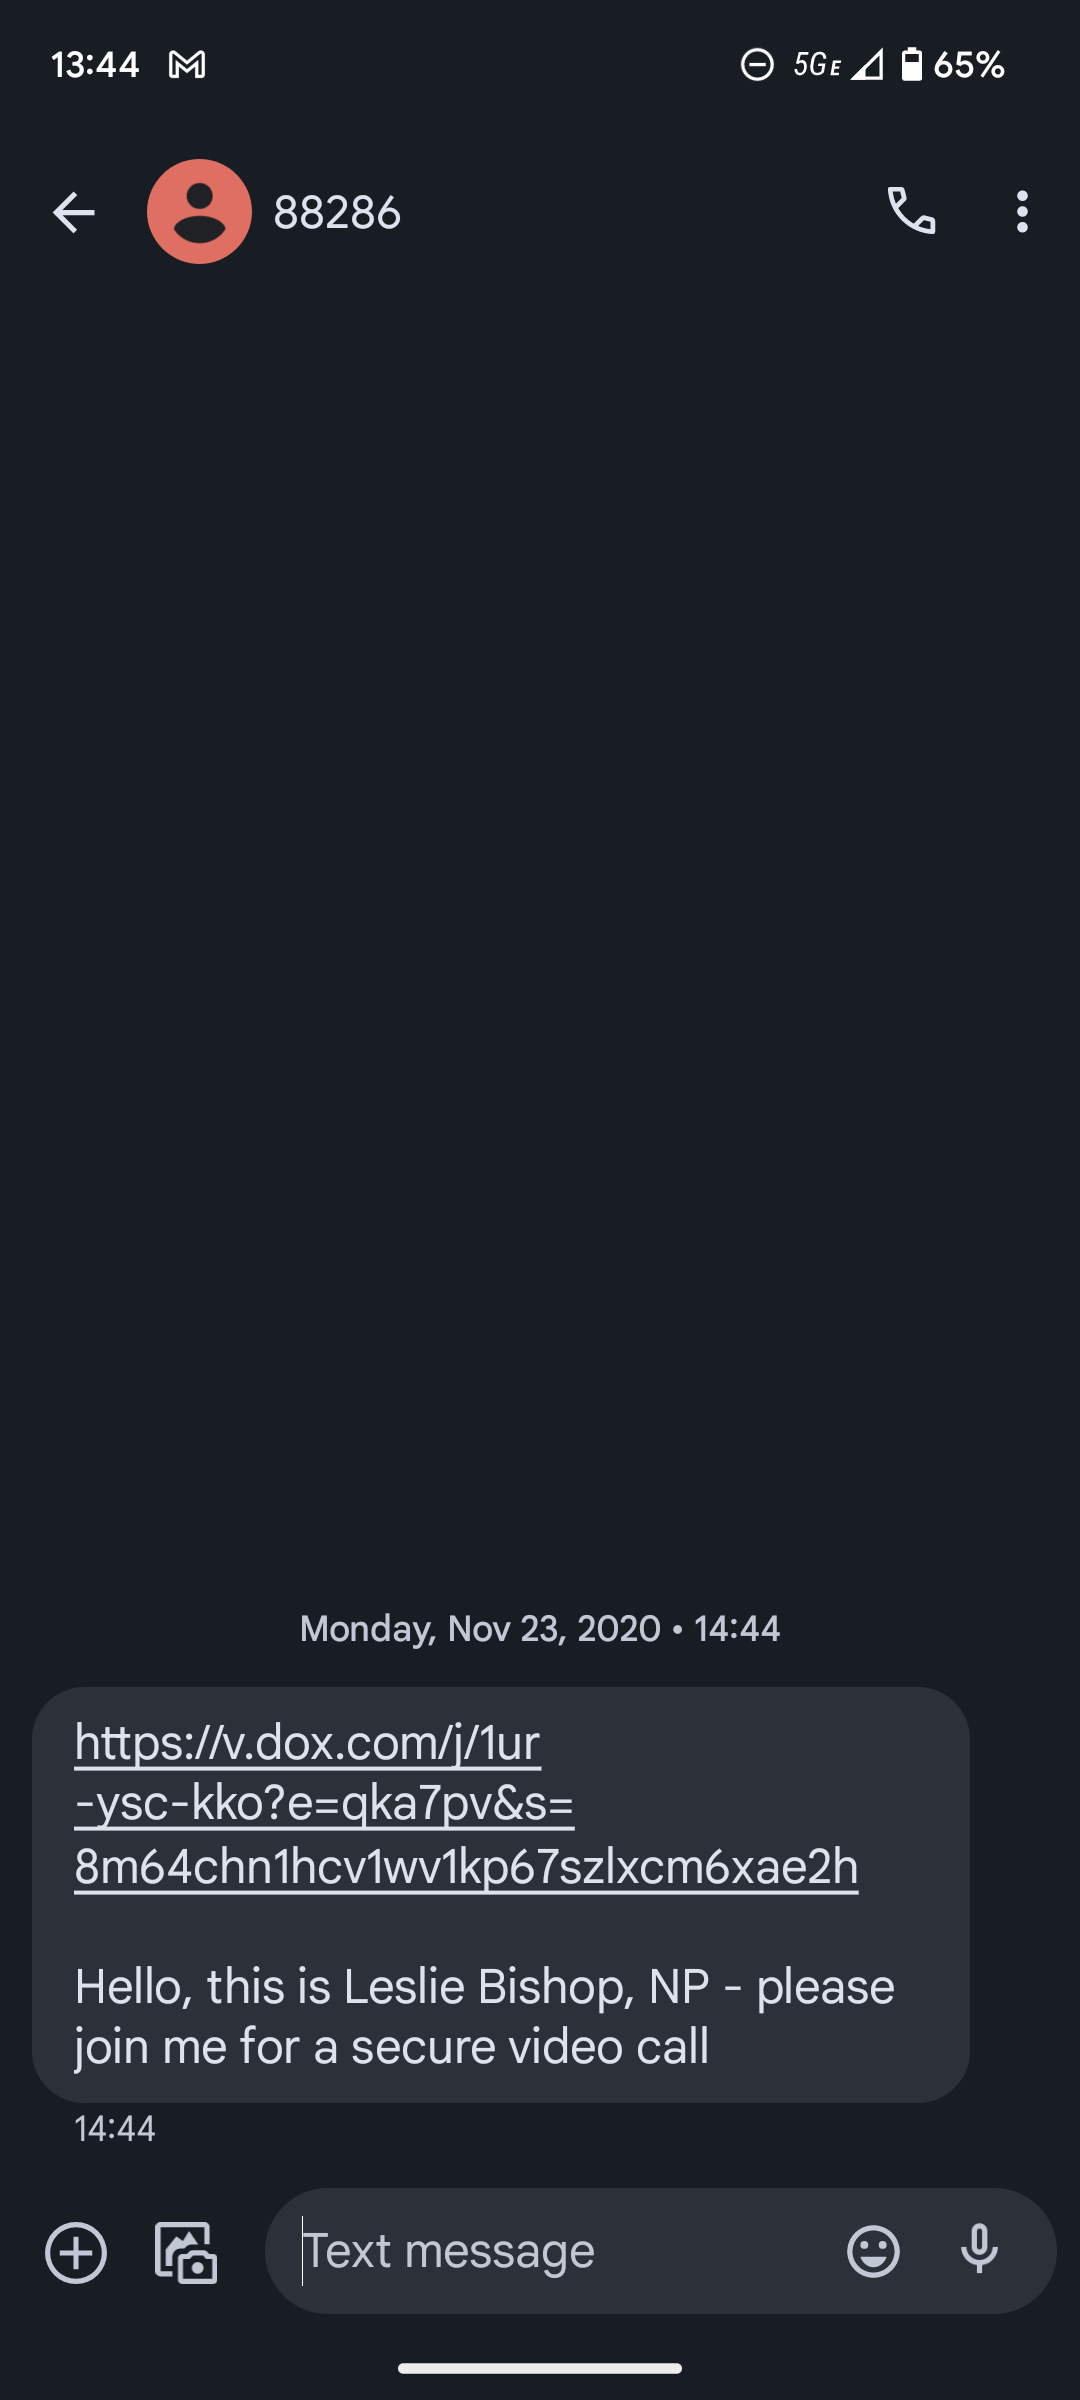 13:44 5GE 65%
88286
Monday, Nov 23, 2020 • 14:44
https://v.dox.com/j/1ur
-ysc-kko?e=qka7pv&s=
8m64chn1hcv1wv1kp67szlxcm6xae2h
Hello, this is Leslie Bishop, NP - please
join me for a secure video call
14:44
Text message